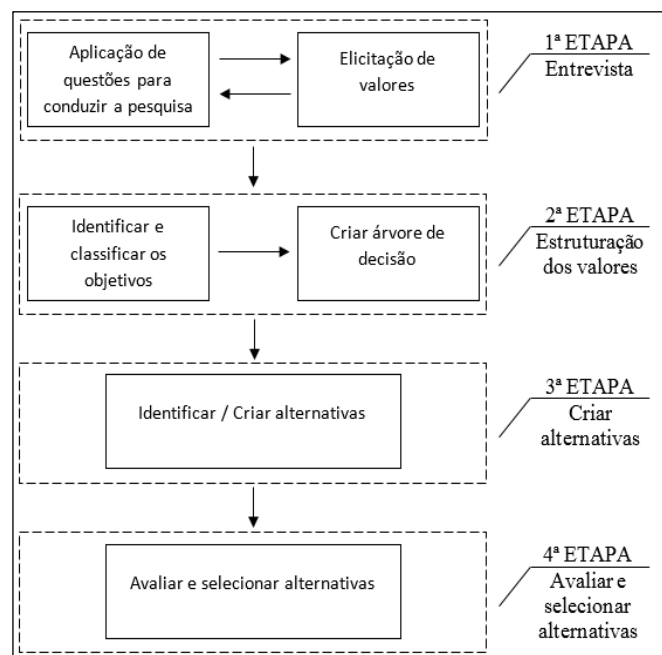 Aplicação de
questões para
conduzir a pesquisa
Elicitação de
valores
1ª ETAPA
Entrevista
Identificar e
classificar os
objetivos
Criar árvore de
decisão
2ª ETAPA
Estruturação
dos valores
Identificar / Criar alternativas
3ª ETAPA
Criar
alternativas
Avaliar e selecionar alternativas
4ª ETAPA
Avaliar e
selecionar
alternativas